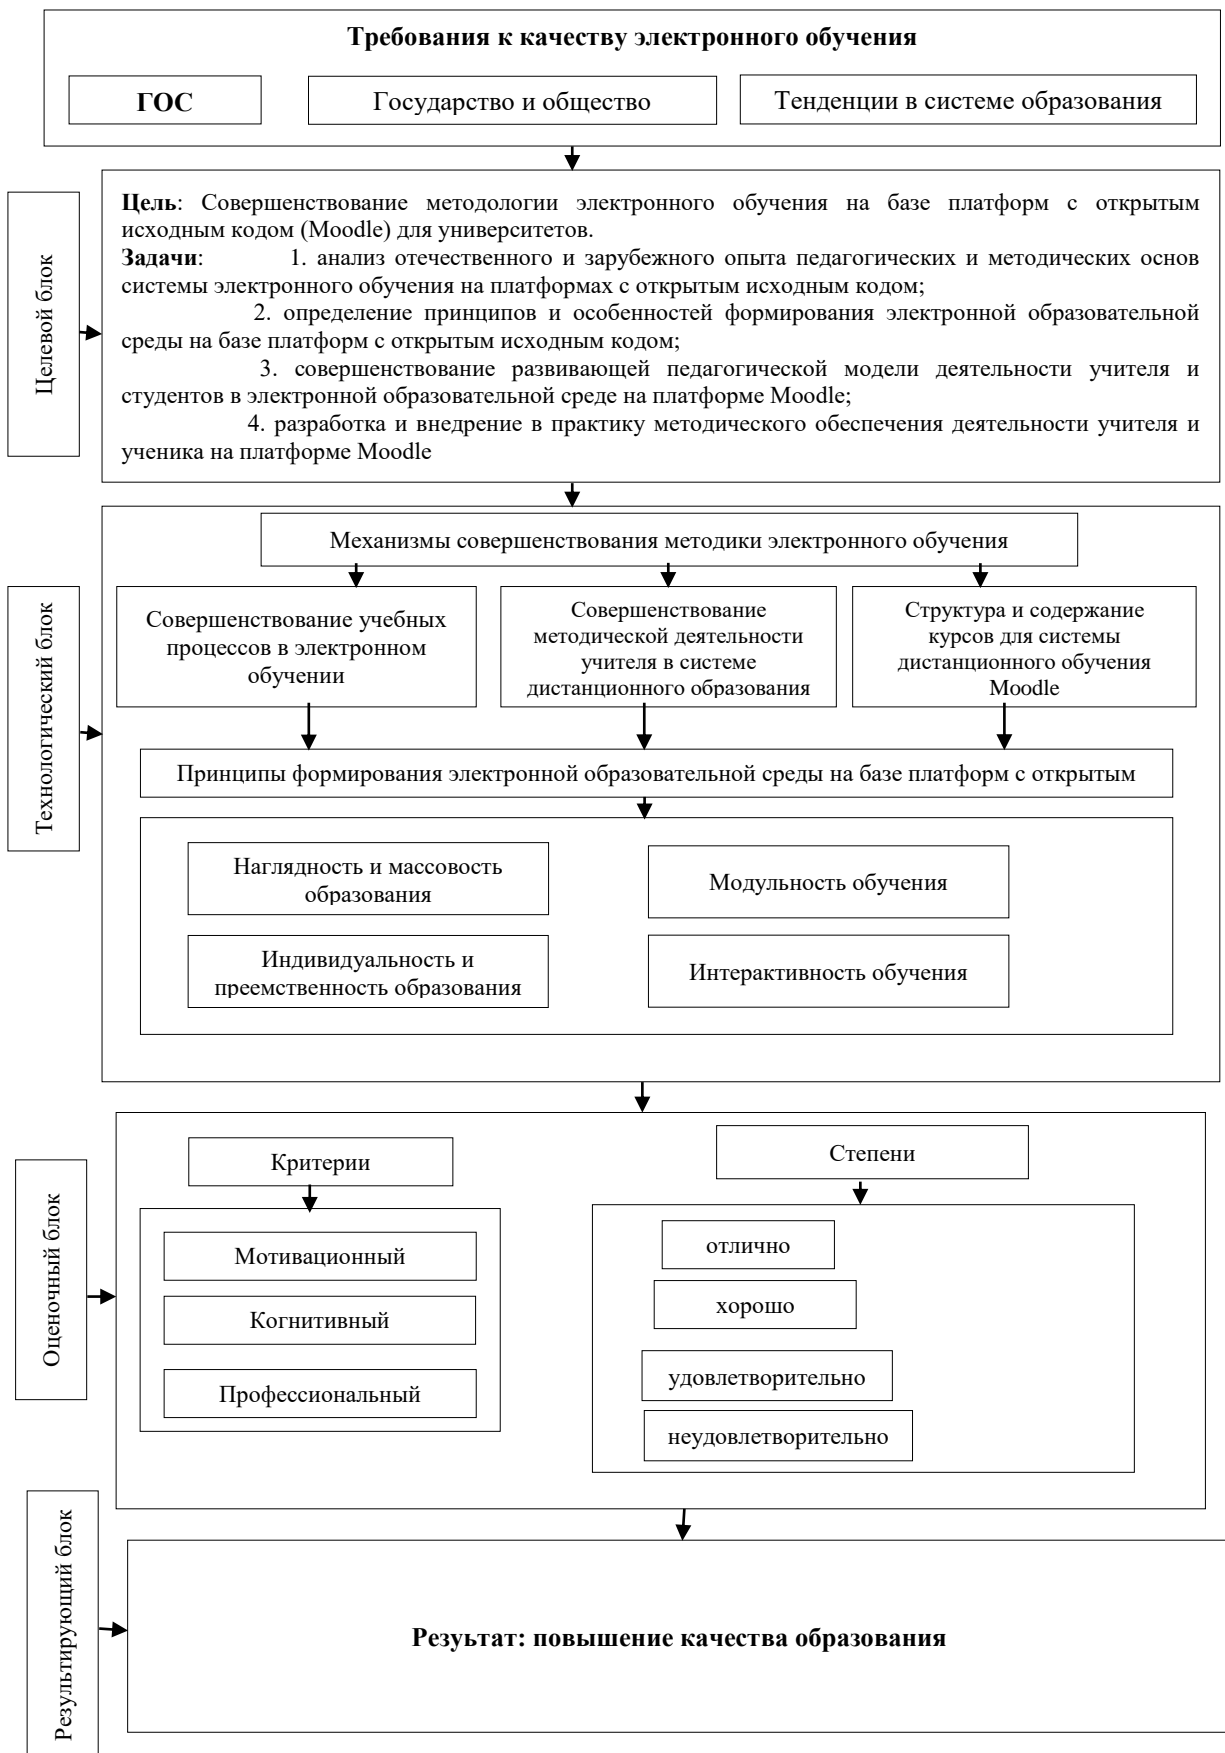 Требования к качеству электронного обучения
ГОС
Государство и общество
Тенденции в системе образования
Целевой блок
Цель: Совершенствование методологии электронного обучения на базе платформ с открытым
исходным кодом (Moodle) для университетов.
Задачи: 1. анализ отечественного и зарубежного опыта педагогических и методических основ
системы электронного обучения на платформах с открытым исходным кодом;
2. определение принципов и особенностей формирования электронной образовательной
среды на базе платформ с открытым исходным кодом;
3. совершенствование развивающей педагогической модели деятельности учителя и
студентов в электронной образовательной среде на платформе Moodle;
4. разработка и внедрение в практику методического обеспечения деятельности учителя и
ученика на платформе Moodle
Технологический блок
Механизмы совершенствования методики электронного обучения
Совершенствование учебных
процессов в электронном
обучении
Совершенствование
методической деятельности
учителя в системе
дистанционного образования
Структура и содержание
курсов для системы
дистанционного обучения
Moodle
Принципы формирования электронной образовательной среды на базе платформ с открытым
Наглядность и массовость
образования
Модульность обучения
Индивидуальность и
преемственность образования
Интерактивность обучения
Оценочный блок
Критерии
Мотивационный
Когнитивный
Профессиональный
Степени
отлично
хорошо
удовлетворительно
неудовлетворительно
Результирующий блок
Резуьтат: повышение качества образования